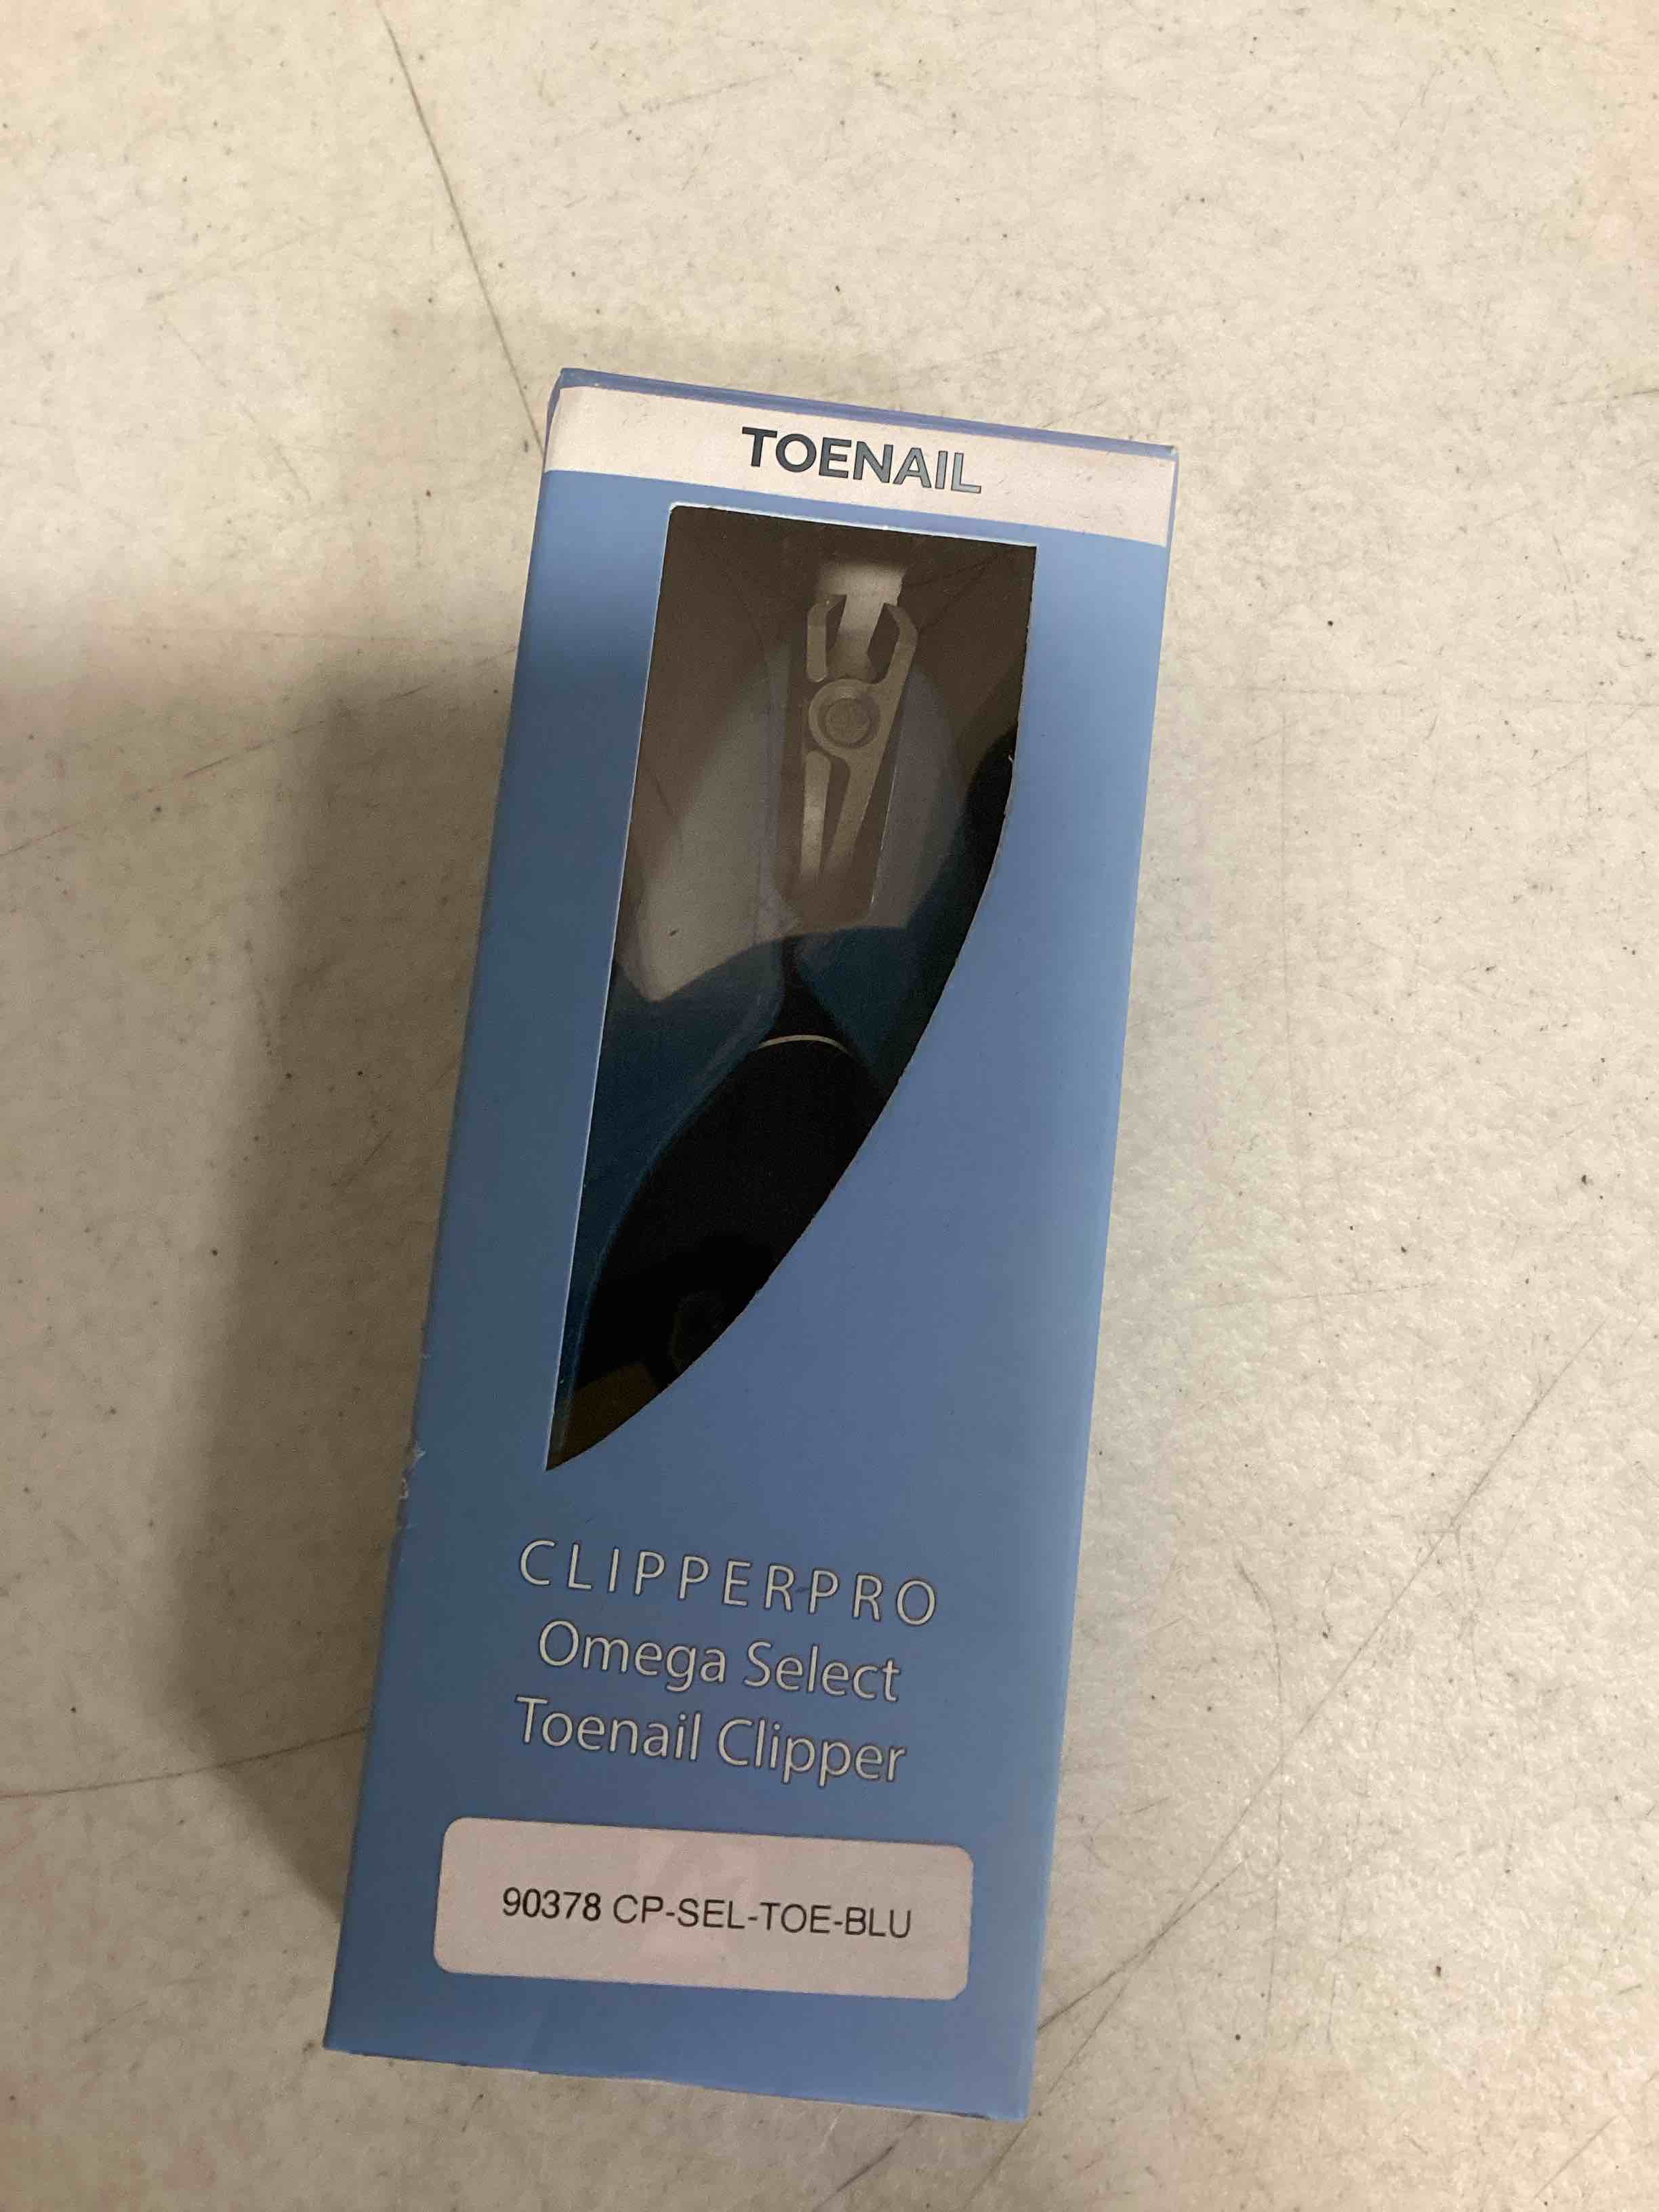 TOENAIL
CLIPPERPRO
Omega Select
Toenail Clipper
90378 CP-SEL-TOE-BLU